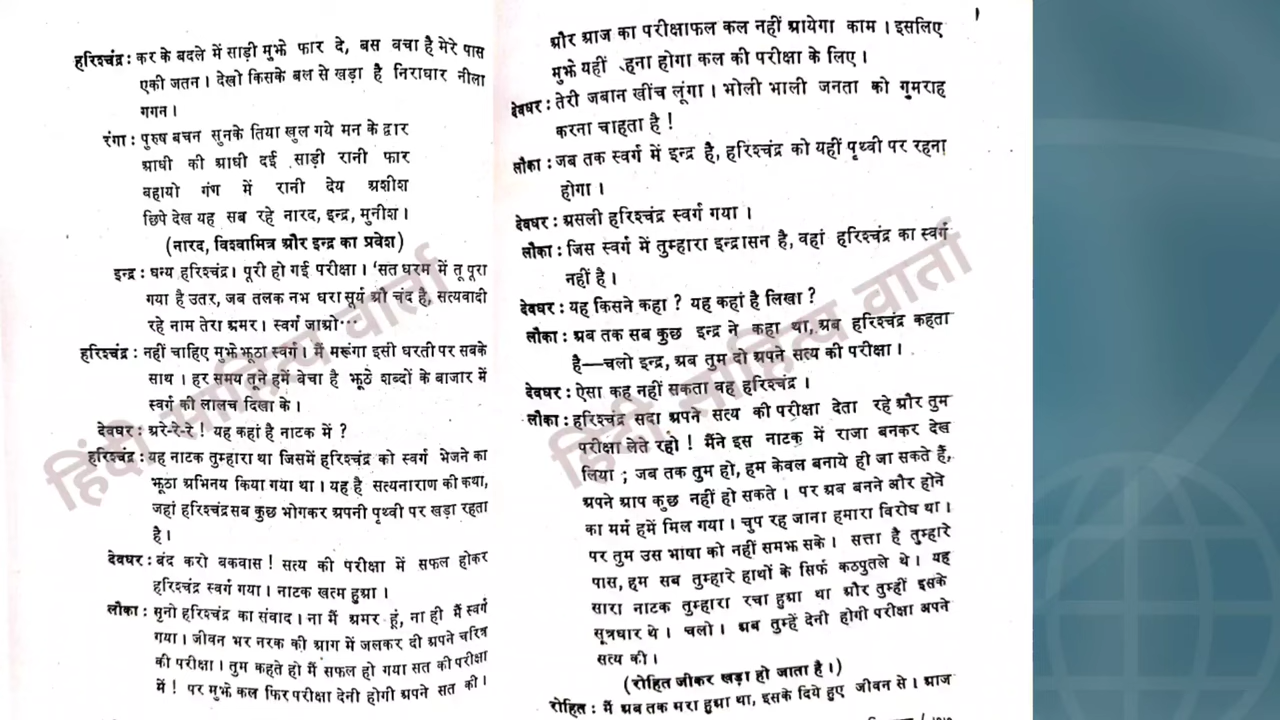 हरिश्चंद्र : कर के बदले में साड़ी मुझे फार दे, बस बचा है मेरे पास
एकी जतन । देखो किसके बल से खड़ा है निराधार नीला
गगन ।
रंगा : पुरुष बचन सुनके तिया खुल गये मन के द्वार
आधी की आधी दई साड़ी रानी फार
बहायो गंग में रानी देय अशीश
छिपे देख यह सब रहे नारद, इन्द्र, मुनीश ।
(नारद, विश्वामित्र और इन्द्र का प्रवेश)
इन्द्र : धन्य हरिश्चंद्र । पूरी हो गई परीक्षा । 'सत धरम में तू पूरा
गया है उतर, जब तलक नभ धरा सूर्य औ चंद है, सत्यवादी
रहे नाम तेरा अमर । स्वर्ग जाओ···
हरिश्चंद्र : नहीं चाहिए मुझे झूठा स्वर्ग । मैं मरूंगा इसी धरती पर सबके
साथ । हर समय तूने हमें बेचा है झूठे शब्दों के बाजार में
स्वर्ग की लालच दिखा के ।
देवधर : अरे-रे-रे ! यह कहां है नाटक में ?
हरिश्चंद्र : यह नाटक तुम्हारा था जिसमें हरिश्चंद्र को स्वर्ग भेजने का
झूठा अभिनय किया गया था । यह है सत्यनाराण की कथा,
जहां हरिश्चंद्र सब कुछ भोगकर अपनी पृथ्वी पर खड़ा रहता
है ।
देवधर : बंद करो बकवास ! सत्य की परीक्षा में सफल होकर
हरिश्चंद्र स्वर्ग गया । नाटक खत्म हुआ ।
लौका : सुनो हरिश्चंद्र का संवाद । ना मैं अमर हूं, ना ही मैं स्वर्ग
गया । जीवन भर नरक की आग में जलकर दी अपने चरित्र
की परीक्षा । तुम कहते हो मैं सफल हो गया सत की परीक्षा
में ! पर मुझे कल फिर परीक्षा देनी होगी अपने सत की ।
और आज का परीक्षाफल कल नहीं आयेगा काम । इसलिए
मुझे यहीं हना होगा कल की परीक्षा के लिए ।
देवधर : तेरी जबान खींच लूंगा । भोली भाली जनता को गुमराह
करना चाहता है !
लौका : जब तक स्वर्ग में इन्द्र है, हरिश्चंद्र को यहीं पृथ्वी पर रहना
होगा ।
देवधर : असली हरिश्चंद्र स्वर्ग गया ।
लौका : जिस स्वर्ग में तुम्हारा इन्द्रासन है, वहां हरिश्चंद्र का स्वर्ग
नहीं है ।
देवधर : यह किसने कहा ? यह कहां है लिखा ?
लौका : अब तक सब कुछ इन्द्र ने कहा था, अब हरिश्चंद्र कहता
है—चलो इन्द्र, अब तुम दो अपने सत्य की परीक्षा ।
देवधर : ऐसा कह नहीं सकता वह हरिश्चंद्र ।
लौका : हरिश्चंद्र सदा अपने सत्य की परीक्षा देता रहे और तुम
परीक्षा लेते रहो ! मैंने इस नाटक में राजा बनकर देख
लिया ; जब तक तुम हो, हम केवल बनाये ही जा सकते हैं,
अपने आप कुछ नहीं हो सकते । पर अब बनने और होने
का मर्म हमें मिल गया । चुप रह जाना हमारा विरोध था ।
पर तुम उस भाषा को नहीं समझ सके । सत्ता है तुम्हारे
पास, हम सब तुम्हारे हाथों के सिर्फ कठपुतले थे । यह
सारा नाटक तुम्हारा रचा हुआ था और तुम्हीं इसके
सूत्रधार थे । चलो । अब तुम्हें देनी होगी परीक्षा अपने
सत्य की ।
(रोहित जीकर खड़ा हो जाता है ।)
रोहित : मैं अब तक मरा हुआ था, इसके दिये हुए जीवन से । आज
हिंदी साहित्य वार्ता
हिंदी साहित्य वार्ता